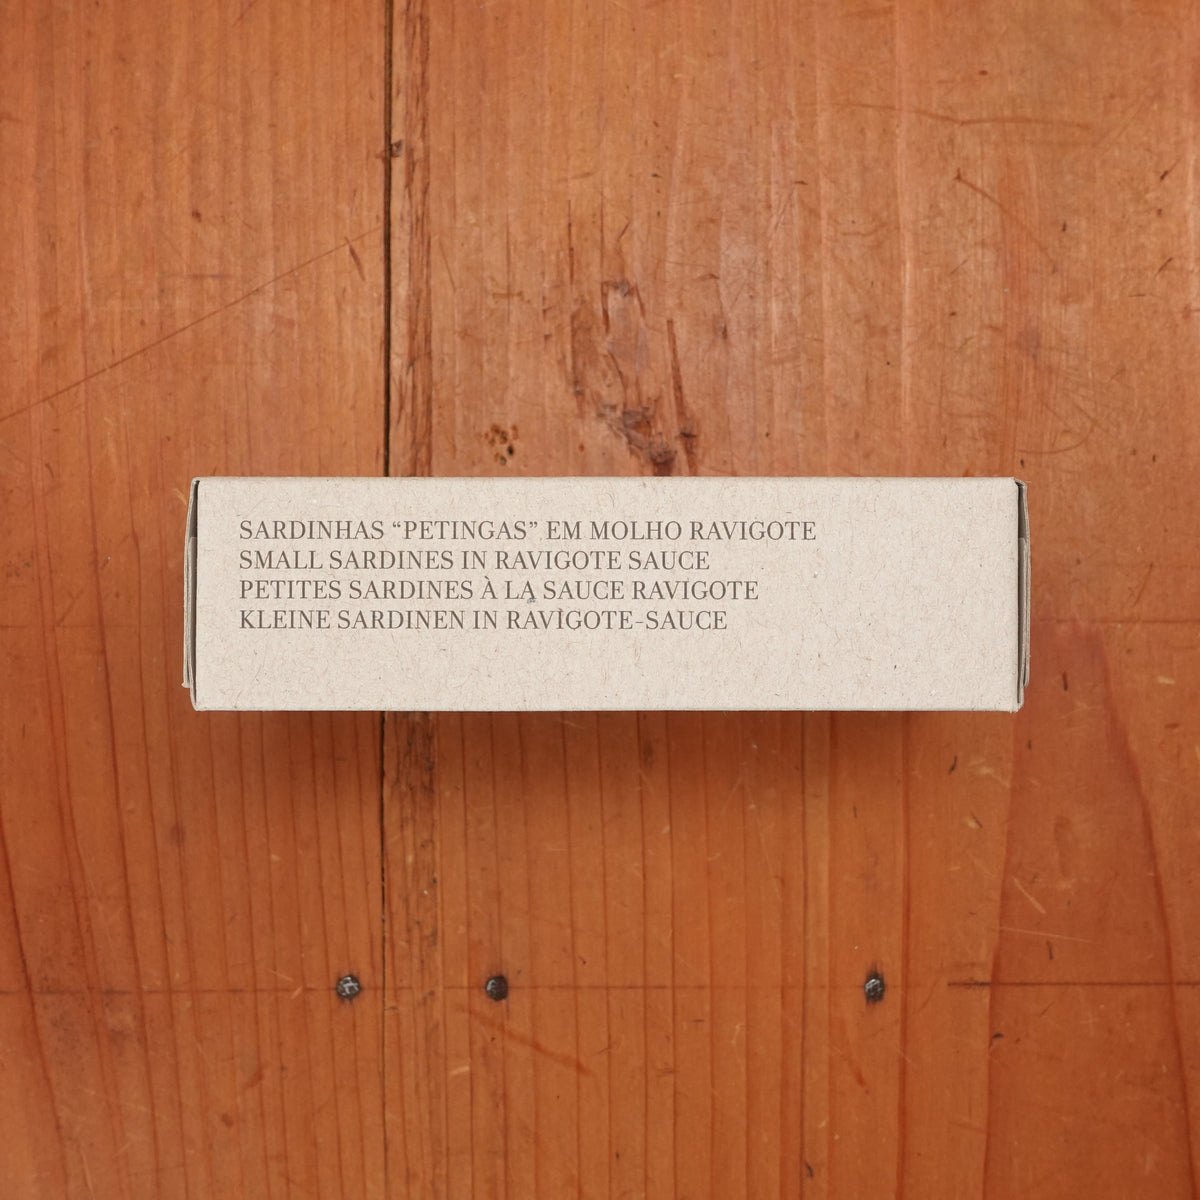 SARDINHAS “PETINGAS” EM MOLHO RAVIGOTE
SMALL SARDINES IN RAVIGOTE SAUCE
PETITES SARDINES À LA SAUCE RAVIGOTE
KLEINE SARDINEN IN RAVIGOTE-SAUCE